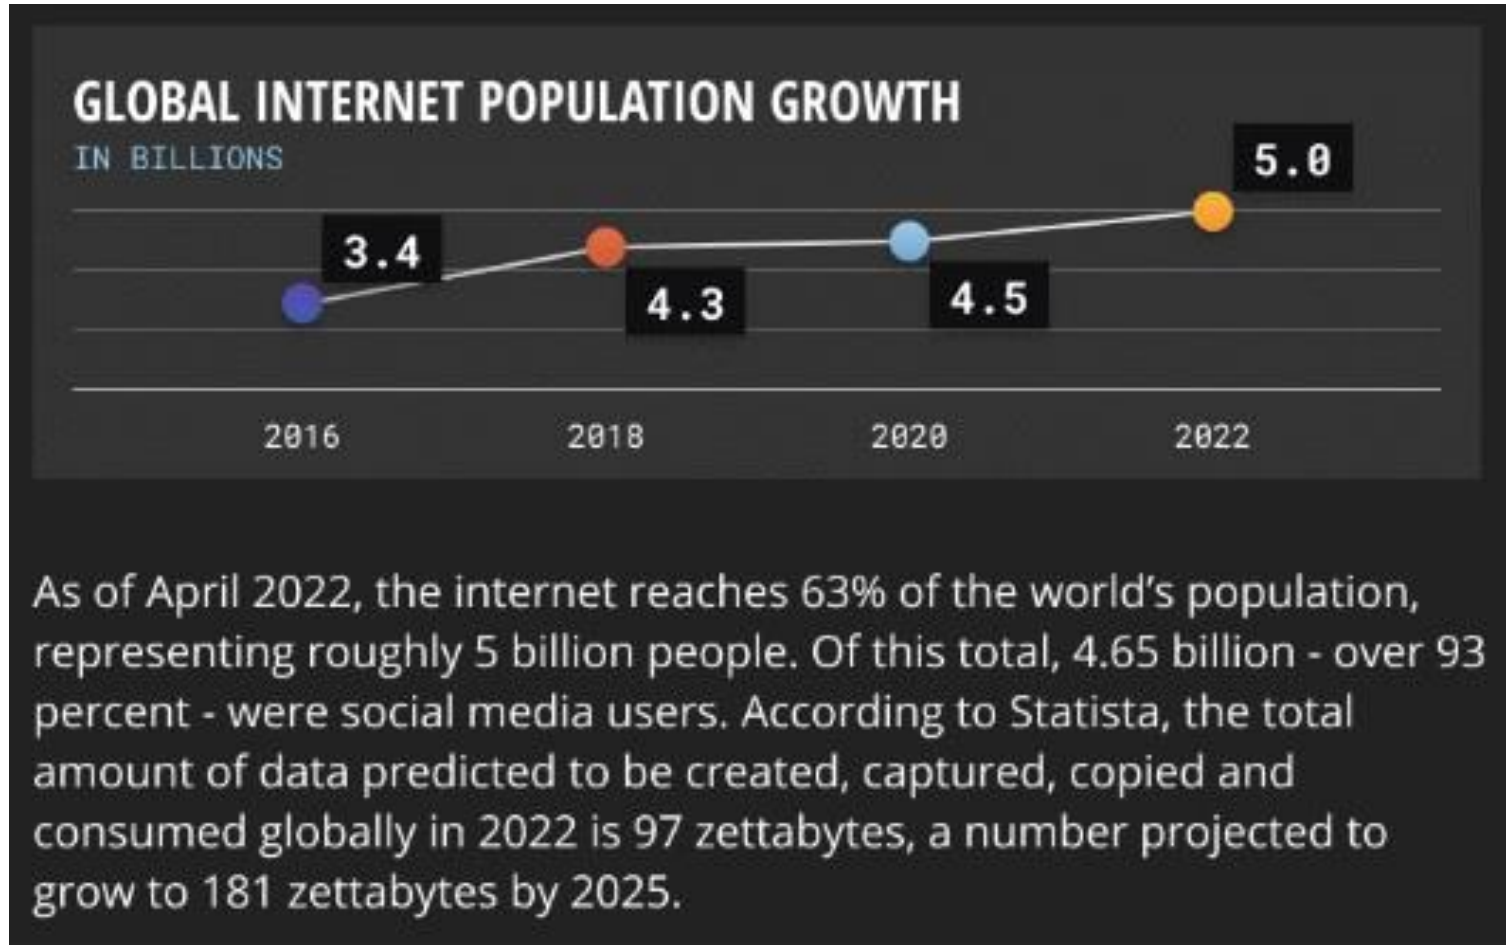 GLOBAL INTERNET POPULATION GROWTH
IN BILLIONS
5.0
3.4
4.3
4.5
2016 2018 2020 2022
As of April 2022, the internet reaches 63% of the world’s population,
representing roughly 5 billion people. Of this total, 4.65 billion - over 93
percent - were social media users. According to Statista, the total
amount of data predicted to be created, captured, copied and
consumed globally in 2022 is 97 zettabytes, a number projected to
grow to 181 zettabytes by 2025.